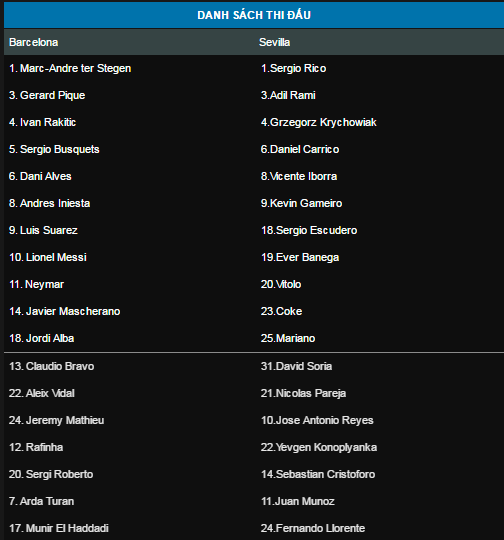 DANH SÁCH THI ĐẤU
Barcelona Sevilla
1. Marc-Andre ter Stegen 1.Sergio Rico
3. Gerard Pique 3.Adil Rami
4. Ivan Rakitic 4.Grzegorz Krychowiak
5. Sergio Busquets 6.Daniel Carrico
6. Dani Alves 8.Vicente Iborra
8. Andres Iniesta 9.Kevin Gameiro
9. Luis Suarez 18.Sergio Escudero
10. Lionel Messi 19.Ever Banega
11. Neymar 20.Vitolo
14. Javier Mascherano 23.Coke
18. Jordi Alba 25.Mariano
13. Claudio Bravo 31.David Soria
22. Aleix Vidal 21.Nicolas Pareja
24. Jeremy Mathieu 10.Jose Antonio Reyes
12. Rafinha 22.Yevgen Konoplyanka
20. Sergi Roberto 14.Sebastian Cristoforo
7. Arda Turan 11.Juan Munoz
17. Munir El Haddadi 24.Fernando Llorente